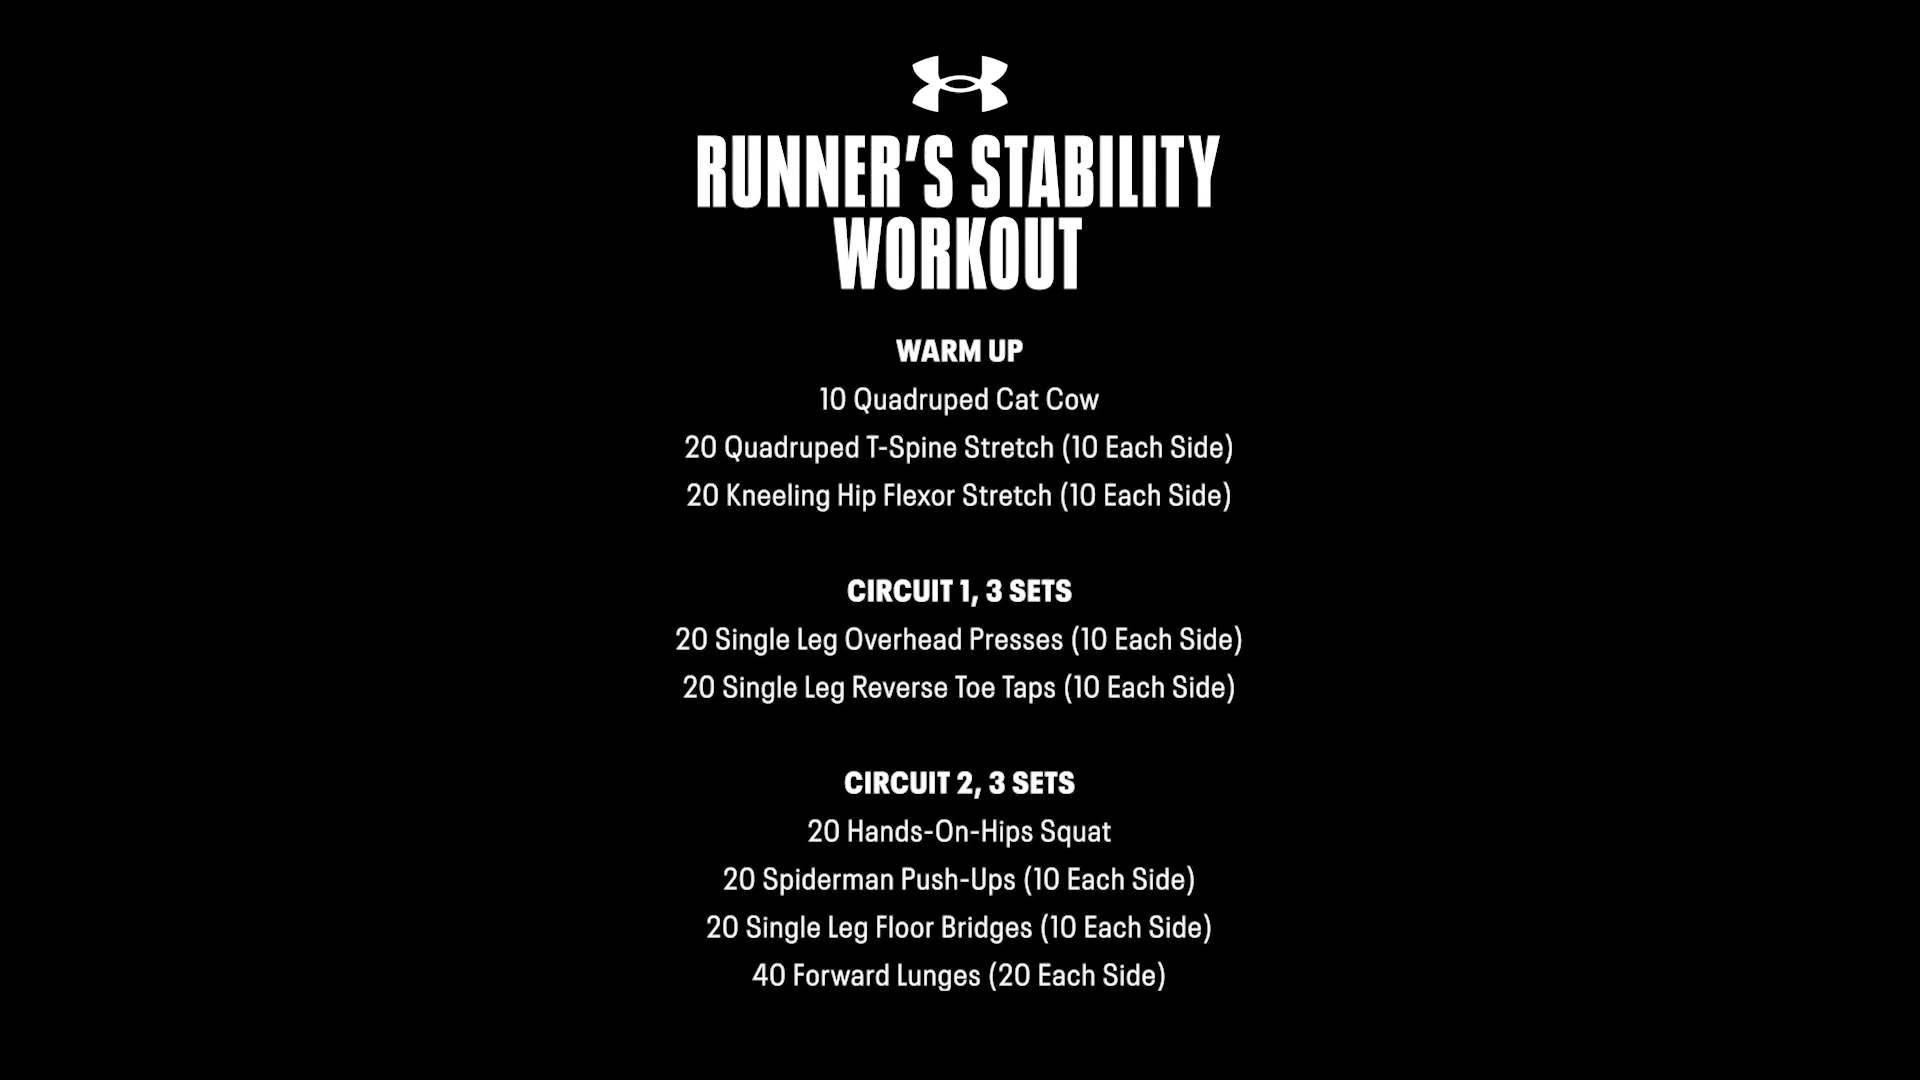 RUNNER'S STABILITY
WORKOUT
WARM UP
10 Quadruped Cat Cow
20 Quadruped T-Spine Stretch (10 Each Side)
20 Kneeling Hip Flexor Stretch (10 Each Side)
CIRCUIT 1, 3 SETS
20 Single Leg Overhead Presses (10 Each Side)
20 Single Leg Reverse Toe Taps (10 Each Side)
CIRCUIT 2, 3 SETS
20 Hands-On-Hips Squat
20 Spiderman Push-Ups (10 Each Side)
20 Single Leg Floor Bridges (10 Each Side)
40 Forward Lunges (20 Each Side)